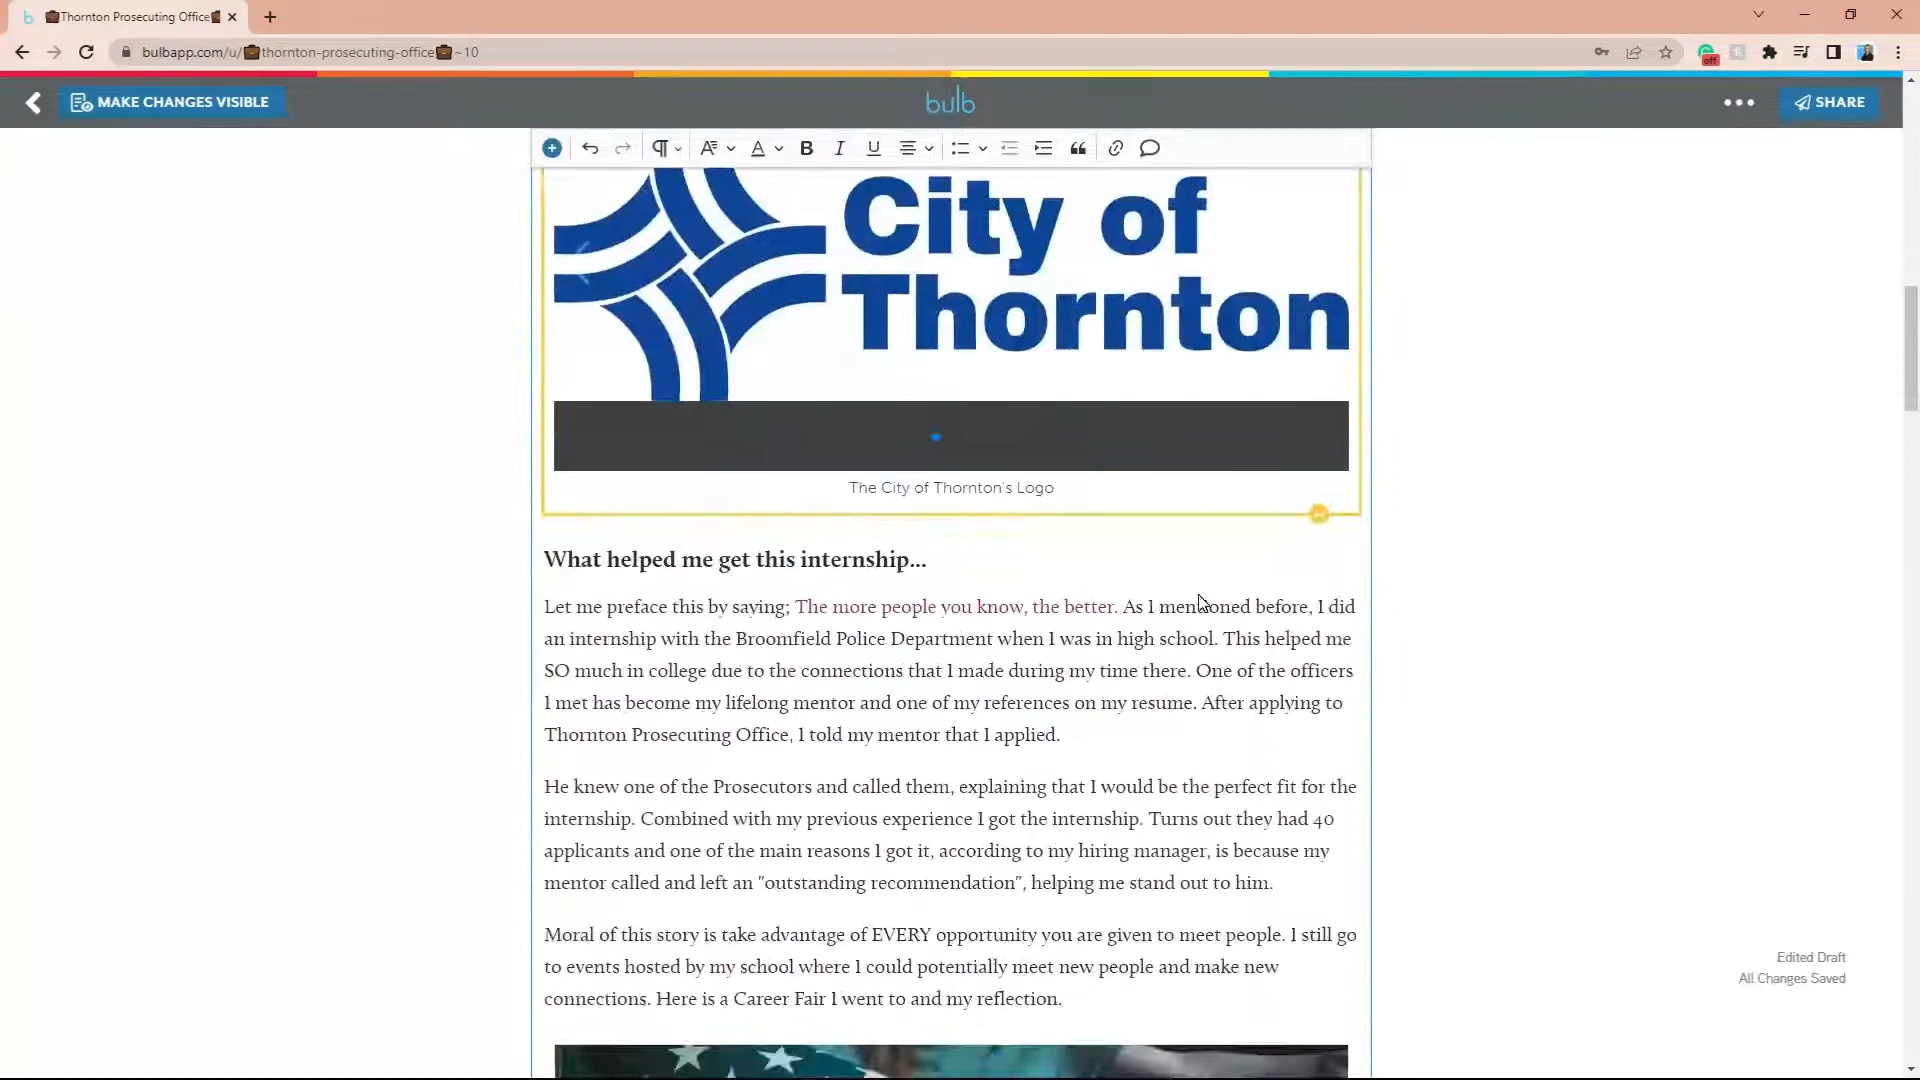 💼Thornton Prosecuting Office💼
bulbapp.com/u/💼thornton-prosecuting-office💼~10
off
MAKE CHANGES VISIBLE
bulb
SHARE
City of
Thornton
The City of Thornton's Logo
What helped me get this internship...
Let me preface this by saying; The more people you know, the better. As I mentioned before, I did
an internship with the Broomfield Police Department when I was in high school. This helped me
SO much in college due to the connections that I made during my time there. One of the officers
I met has become my lifelong mentor and one of my references on my resume. After applying to
Thornton Prosecuting Office, I told my mentor that I applied.
He knew one of the Prosecutors and called them, explaining that I would be the perfect fit for the
internship. Combined with my previous experience I got the internship. Turns out they had 40
applicants and one of the main reasons I got it, according to my hiring manager, is because my
mentor called and left an "outstanding recommendation", helping me stand out to him.
Moral of this story is take advantage of EVERY opportunity you are given to meet people. I still go
to events hosted by my school where I could potentially meet new people and make new
connections. Here is a Career Fair I went to and my reflection.
Edited Draft
All Changes Saved